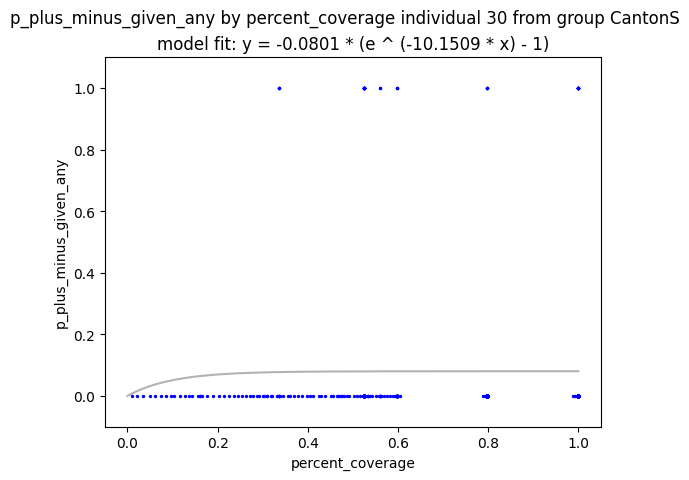 p_plus_minus_given_any by percent_coverage individual 30 from group CantonS
model fit: y = -0.0801 * (e ^ (-10.1509 * x) - 1)
1.0
0.8
0.6
0.4
0.2
0.0
p_plus_minus_given_any
0.0 0.2 0.4 0.6 0.8 1.0
percent_coverage